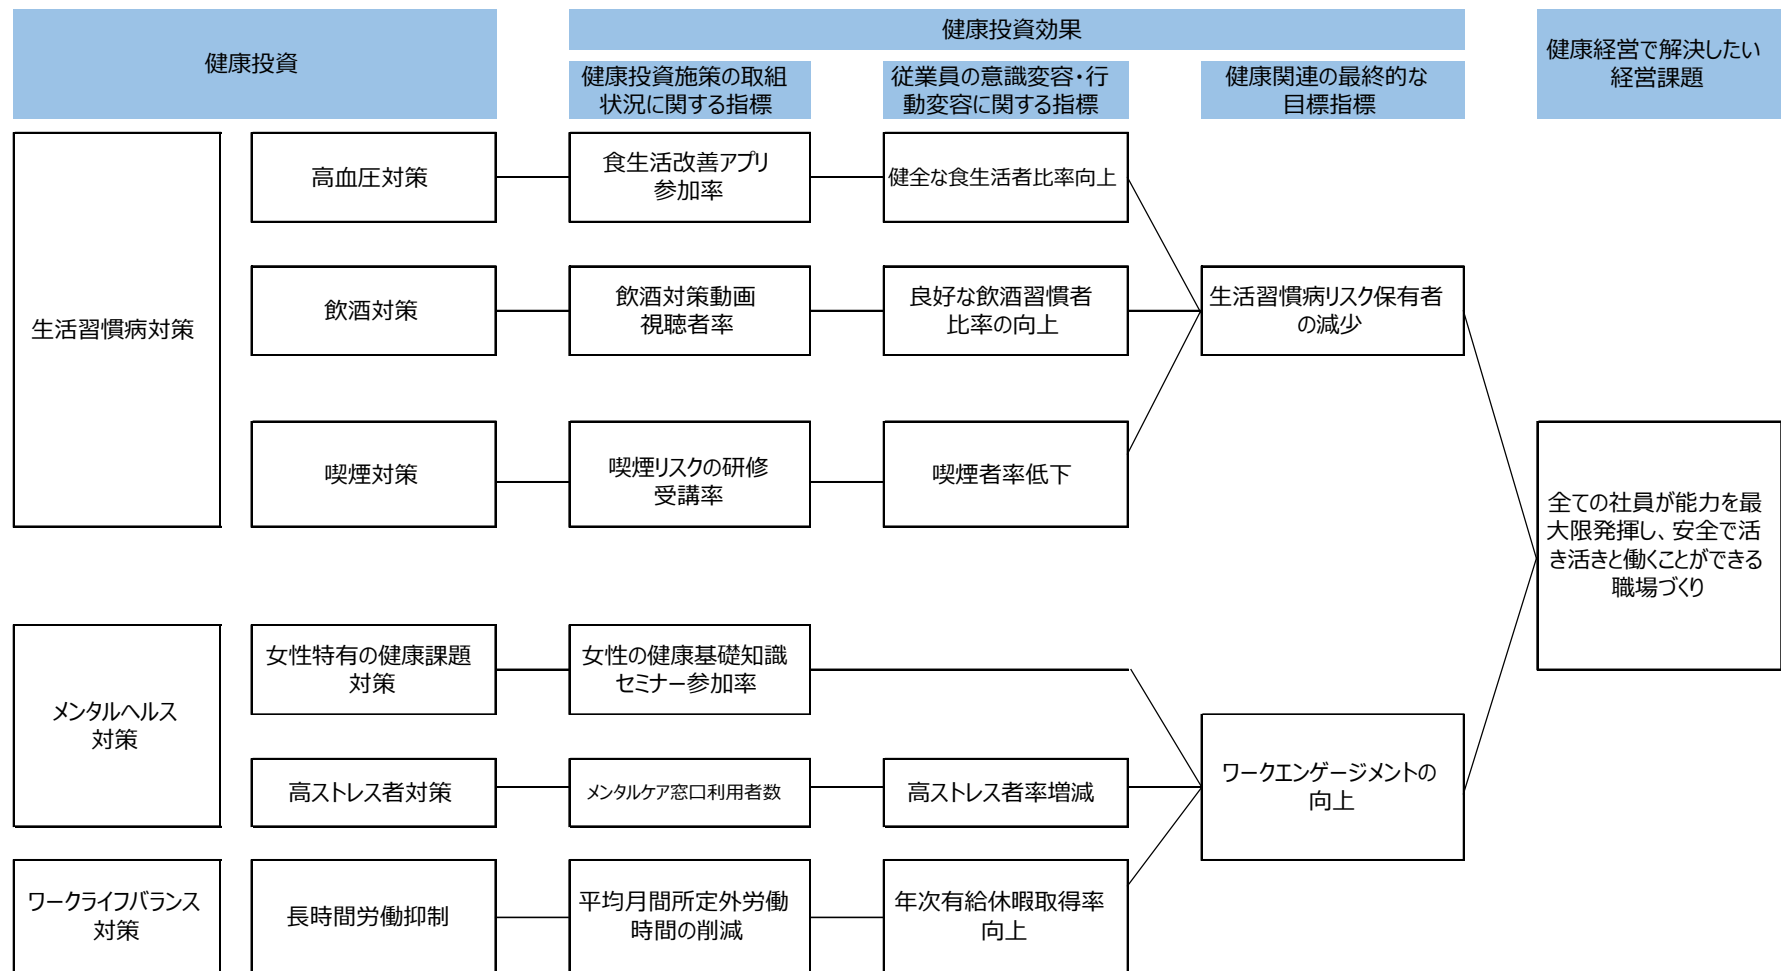 健康投資
健康投資効果
健康経営で解決したい
経営課題
健康投資施策の取組
状況に関する指標
従業員の意識変容・行
動変容に関する指標
健康関連の最終的な
目標指標
生活習慣病対策
高血圧対策
食生活改善アプリ
参加率
健全な食生活者比率向上
飲酒対策
飲酒対策動画
視聴者率
良好な飲酒習慣者
比率の向上
生活習慣病リスク保有者
の減少
喫煙対策
喫煙リスクの研修
受講率
喫煙者率低下
全ての社員が能力を最
大限発揮し、安全で活
き活きと働くことができる
職場づくり
メンタルヘルス
対策
女性特有の健康課題
対策
女性の健康基礎知識
セミナー参加率
高ストレス者対策
メンタルケア窓口利用者数
高ストレス者率増減
ワークエンゲージメントの
向上
ワークライフバランス
対策
長時間労働抑制
平均月間所定外労働
時間の削減
年次有給休暇取得率
向上